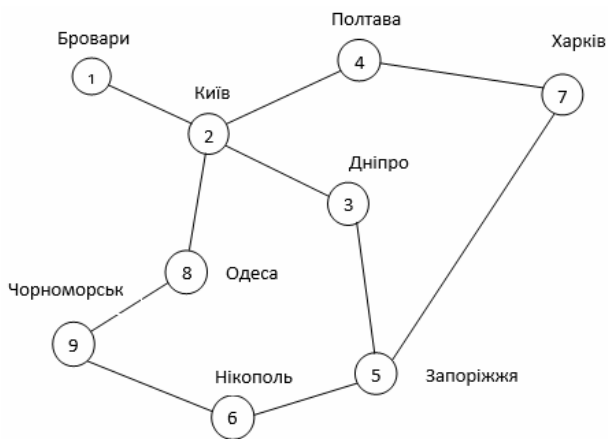 Полтава
Бровари
Харків
4
1
Київ
7
2
Дніпро
3
8
Одеса
Чорноморськ
9
Нікополь
5
Запоріжжя
6